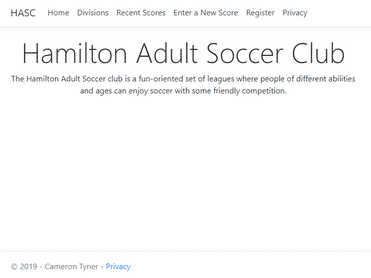 HASC Home Divisions Recent Scores Enter a New Score Register Privacy
Hamilton Adult Soccer Club
The Hamilton Adult Soccer club is a fun-oriented set of leagues where people of different abilities
and ages can enjoy soccer with some friendly competition.
© 2019 - Cameron Tyner - Privacy